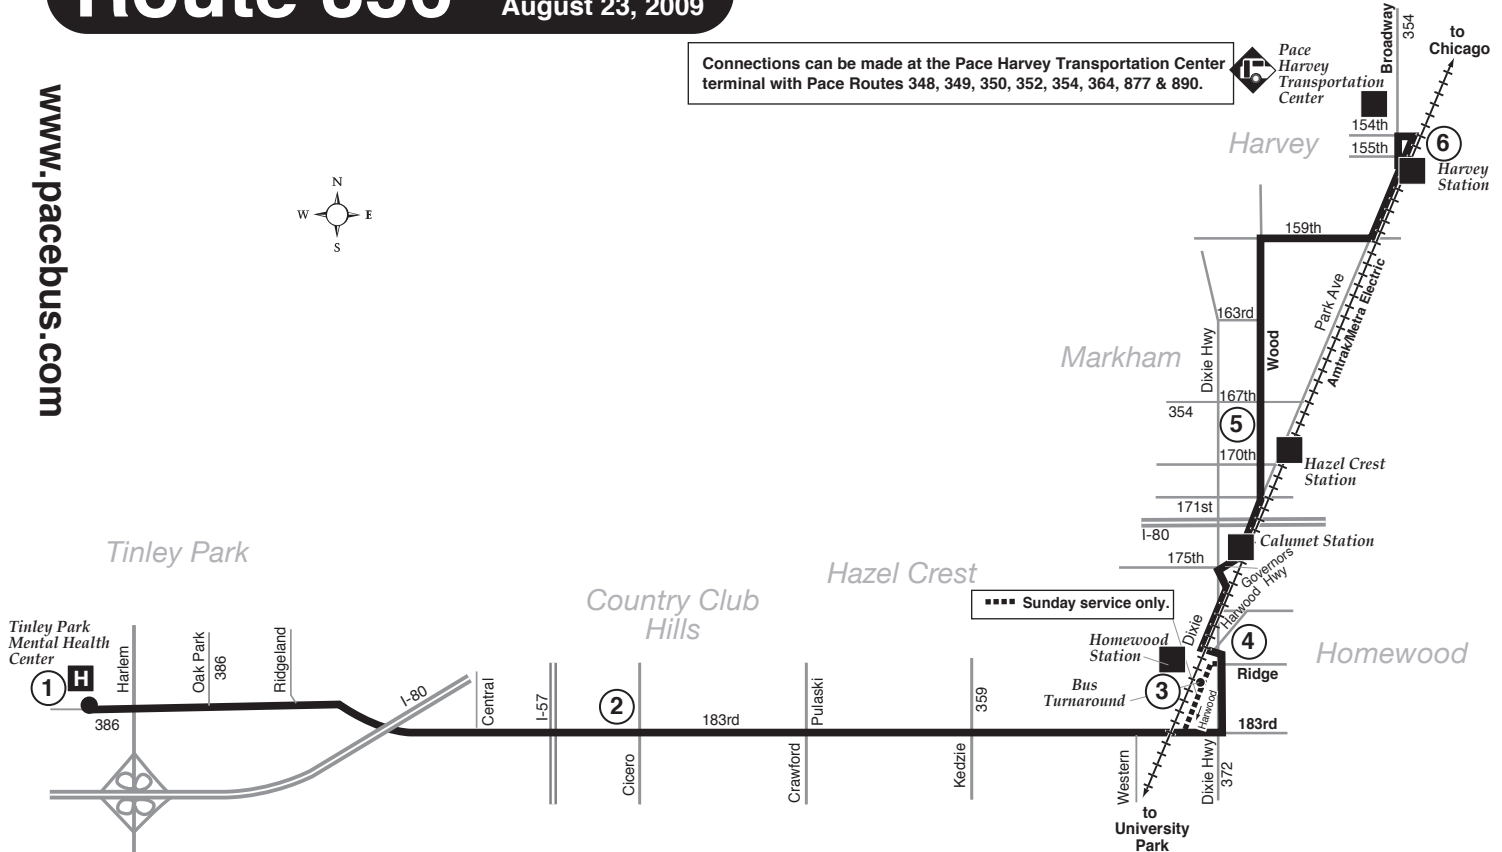 Route 890
August 23, 2009
www.pacebus.com
Connections can be made at the Pace Harvey Transportation Center
terminal with Pace Routes 348, 349, 350, 352, 354, 364, 877 & 890.
Pace
Harvey
Transportation
Center
Broadway
354
to
Chicago
154th
155th
6
Harvey
Station
Harvey
N
W
E
S
159th
Park Ave
Amtrak/Metra Electric
163rd
Dixie Hwy
Wood
Markham
167th
354
5
170th
Hazel Crest
Station
171st
I-80
Calumet Station
175th
Governors
Hwy
Harwood
Tinley Park
Country Club
Hills
Hazel Crest
Sunday service only.
Homewood
Station
Dixie
4
Homewood
Ridge
Bus
Turnaround
3
Harwood
183rd
Tinley Park
Mental Health
Center
H
1
386
Harlem
Oak Park
386
Ridgeland
I-80
Central
I-57
2
Cicero
183rd
Pulaski
Crawford
359
Kedzie
Western
Dixie Hwy
372
to
University
Park